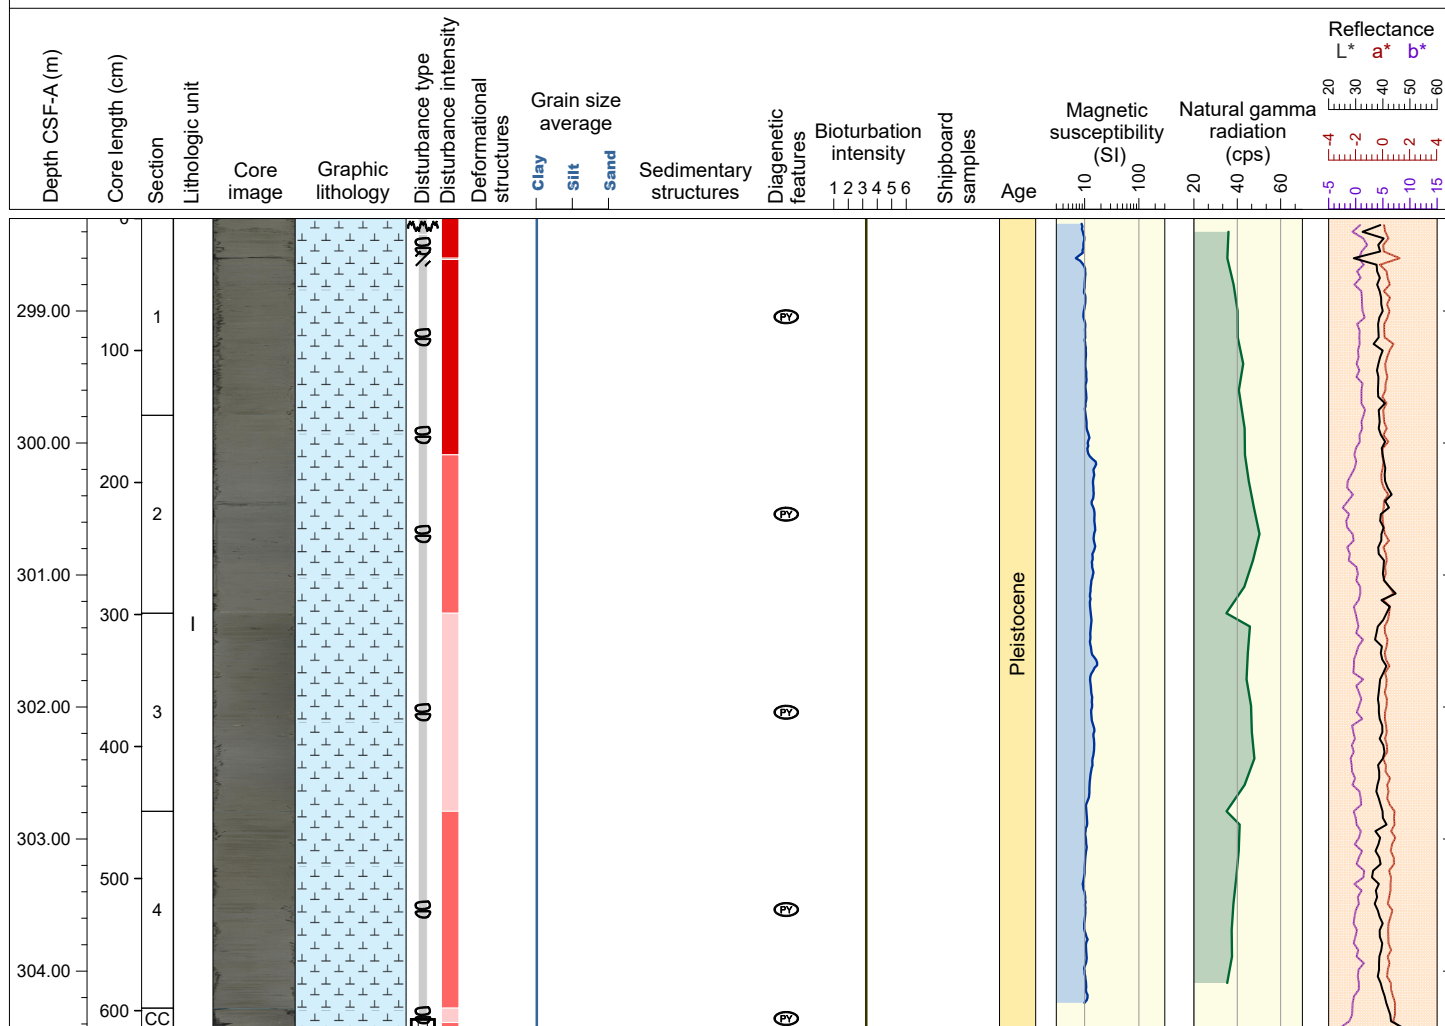 Depth CSF-A (m)
Core length (cm)
Section
Lithologic unit
Core
image
Graphic
lithology
Disturbance type
Disturbance intensity
Deformational
structures
Grain size
average
Clay
Silt
Sand
Sedimentary
structures
Diagenetic
features
Bioturbation
intensity
1 2 3 4 5 6
Shipboard
samples
Age
Magnetic
susceptibility
(SI)
10 100
Natural gamma
radiation
(cps)
20 40 60
Reflectance
L* a* b*
20 30 40 50 60
-4 -2 0 2 4
-5 0 5 10 15
0
299.00
1
PY
100
300.00
200
2
PY
301.00
300
I
Pleistocene
302.00
3
PY
400
303.00
500
4
PY
304.00
600
CC
PY